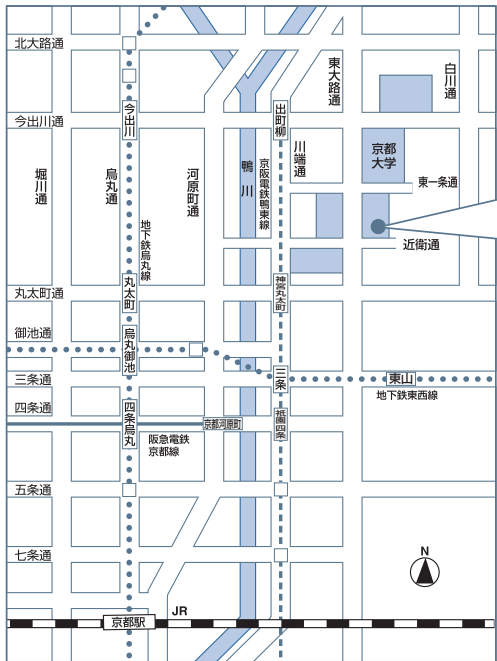 北大路通
東大路通
白川通
今出川通
今出川
出町柳
川端通
京都
大学
堀川通
烏丸通
河原町通
鴨川
京阪電鉄鴨東線
東一条通
地下鉄烏丸線
近衛通
丸太町通
丸太町
神宮丸太町
御池通
烏丸御池
三条通
三条
東山
地下鉄東西線
四条通
四条烏丸
京都河原町
祇園四条
阪急電鉄
京都線
五条通
七条通
N
JR
京都駅